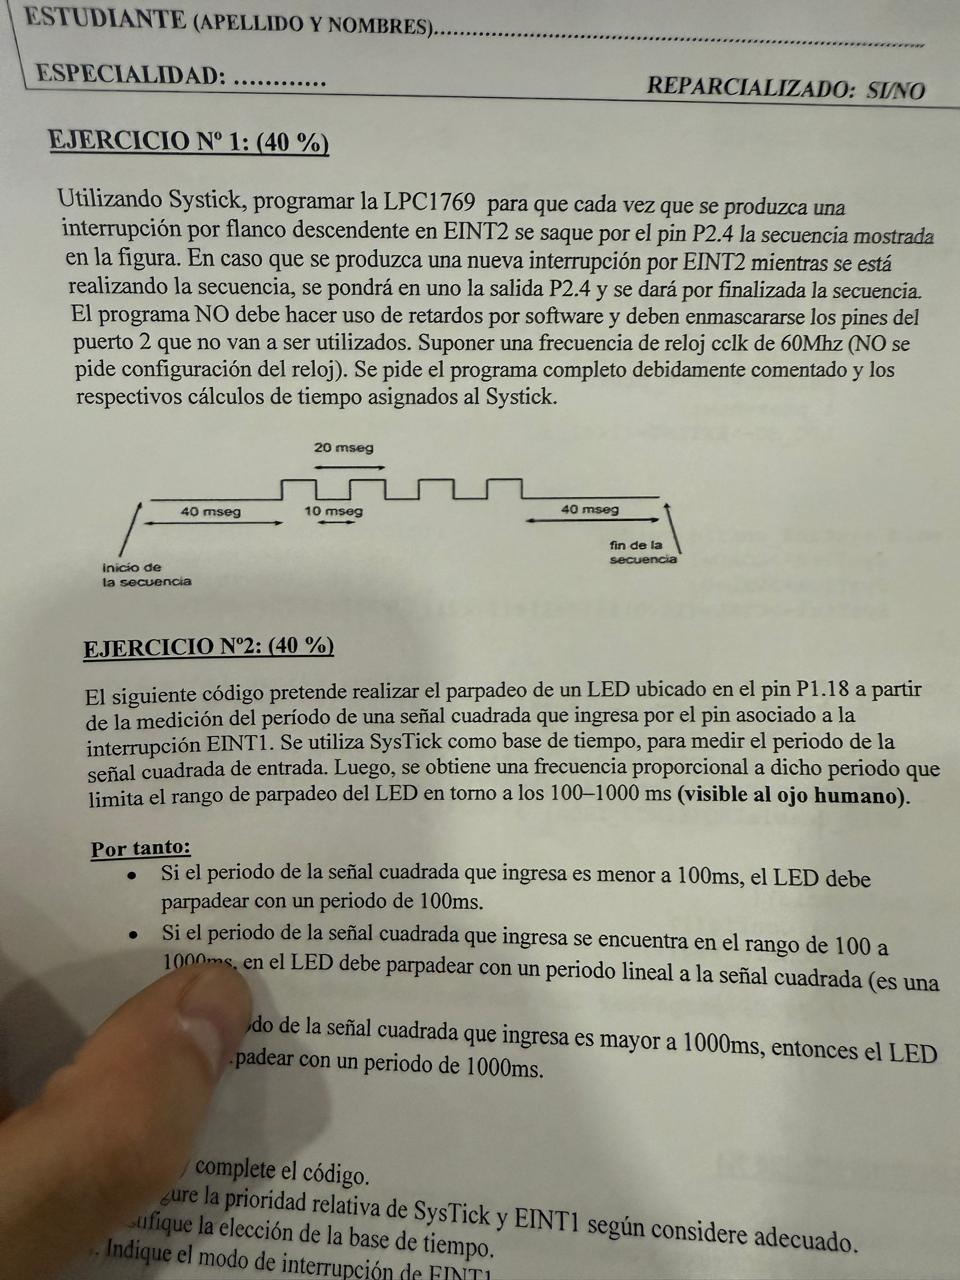 ESTUDIANTE (APELLIDO Y NOMBRES)..........................................................................................
ESPECIALIDAD: ............
REPARCIALIZADO: SI/NO
EJERCICIO Nº 1: (40 %)
Utilizando Systick, programar la LPC1769 para que cada vez que se produzca una
interrupción por flanco descendente en EINT2 se saque por el pin P2.4 la secuencia mostrada
en la figura. En caso que se produzca una nueva interrupción por EINT2 mientras se está
realizando la secuencia, se pondrá en uno la salida P2.4 y se dará por finalizada la secuencia.
El programa NO debe hacer uso de retardos por software y deben enmascararse los pines del
puerto 2 que no van a ser utilizados. Suponer una frecuencia de reloj cclk de 60Mhz (NO se
pide configuración del reloj). Se pide el programa completo debidamente comentado y los
respectivos cálculos de tiempo asignados al Systick.
20 mseg
40 mseg
10 mseg
40 mseg
inicio de
la secuencia
fin de la
secuencia
EJERCICIO Nº2: (40 %)
El siguiente código pretende realizar el parpadeo de un LED ubicado en el pin P1.18 a partir
de la medición del período de una señal cuadrada que ingresa por el pin asociado a la
interrupción EINT1. Se utiliza SysTick como base de tiempo, para medir el periodo de la
señal cuadrada de entrada. Luego, se obtiene una frecuencia proporcional a dicho periodo que
limita el rango de parpadeo del LED en torno a los 100–1000 ms (visible al ojo humano).
Por tanto:
• Si el periodo de la señal cuadrada que ingresa es menor a 100ms, el LED debe
parpadear con un periodo de 100ms.
• Si el periodo de la señal cuadrada que ingresa se encuentra en el rango de 100 a
1000ms, en el LED debe parpadear con un periodo lineal a la señal cuadrada (es una
de la señal cuadrada que ingresa es mayor a 1000ms, entonces el LED
con un periodo de 1000ms.
complete el código.
la prioridad relativa de SysTick y EINT1 según considere adecuado.
la elección de la base de tiempo.
Indique el modo de interrupción de EINT1